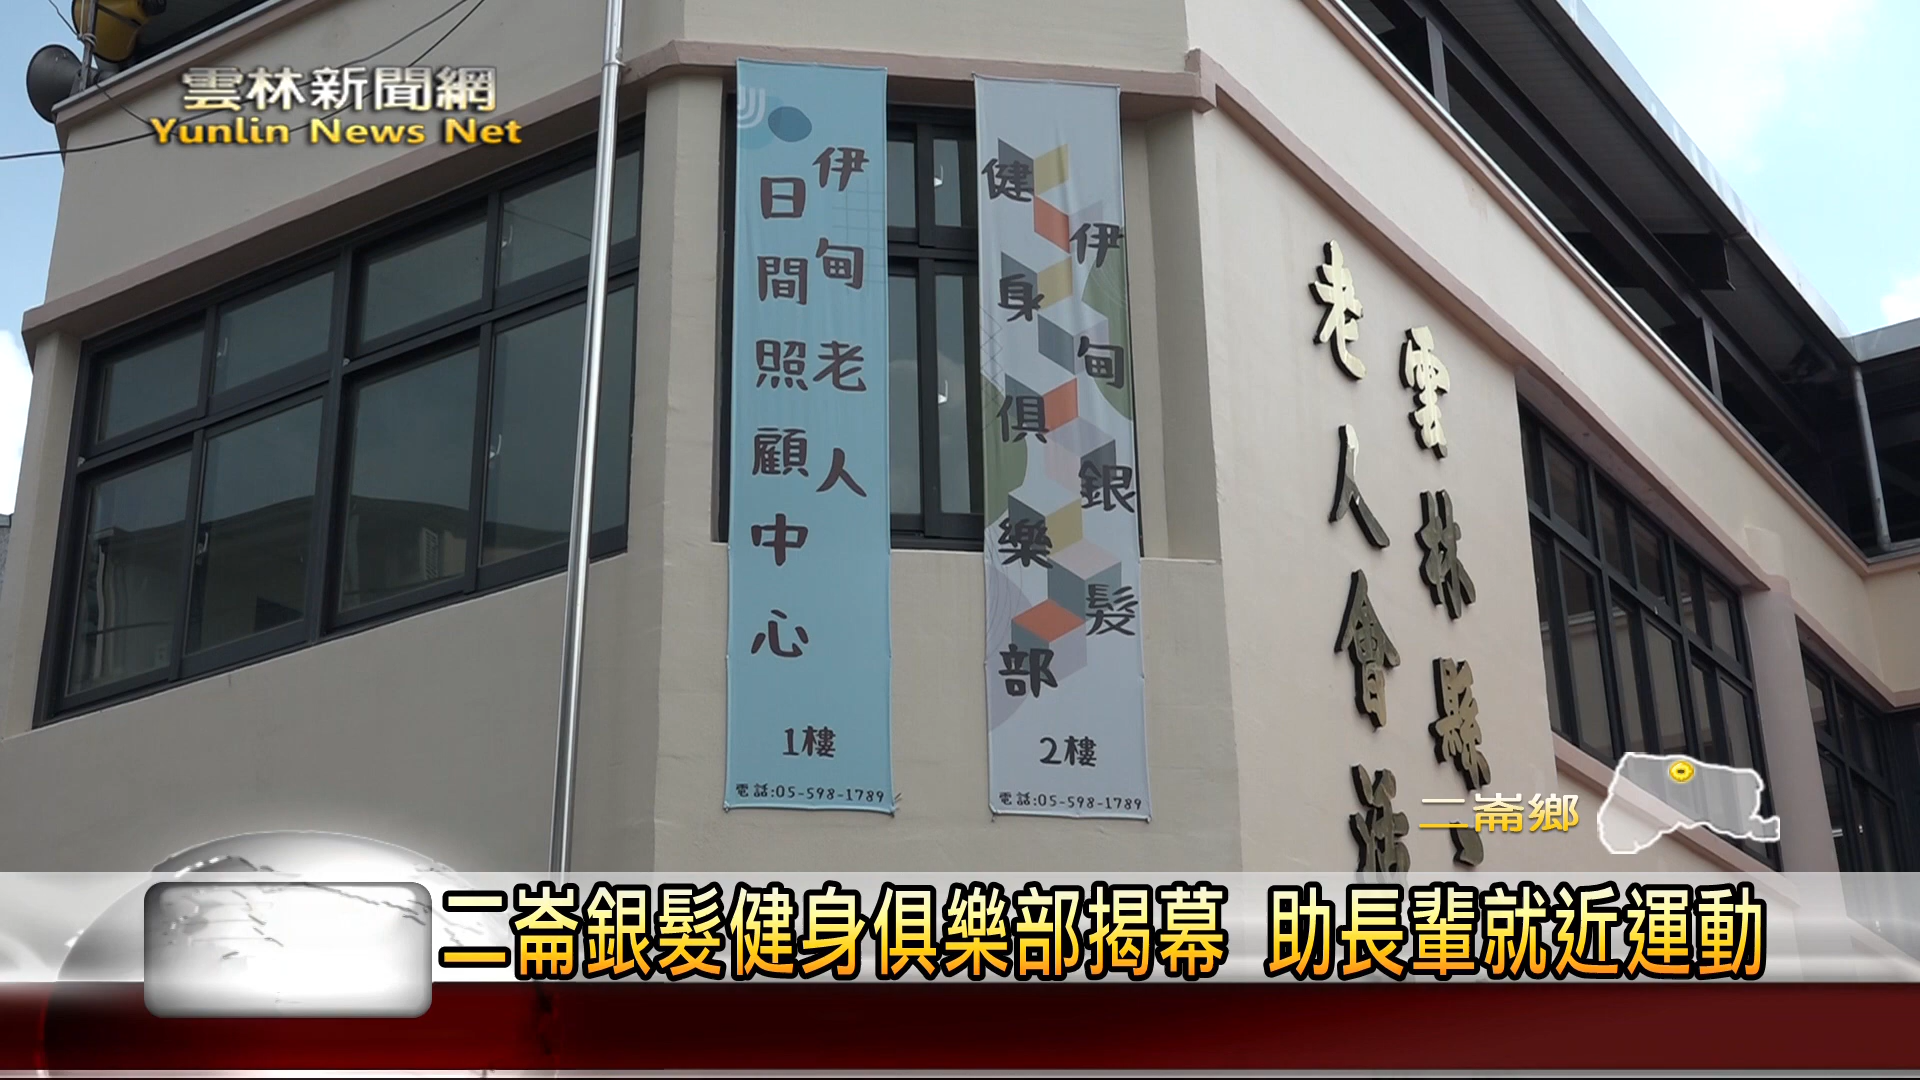 雲林新聞網
Yunlin News Net
伊甸老人
日間照顧中心
1樓
電話:05-598-1789
伊甸銀髮
健身俱樂部
2樓
電話:05-598-1789
雲林縣
老人會
二崙鄉
二崙銀髮健身俱樂部揭幕 助長輩就近運動